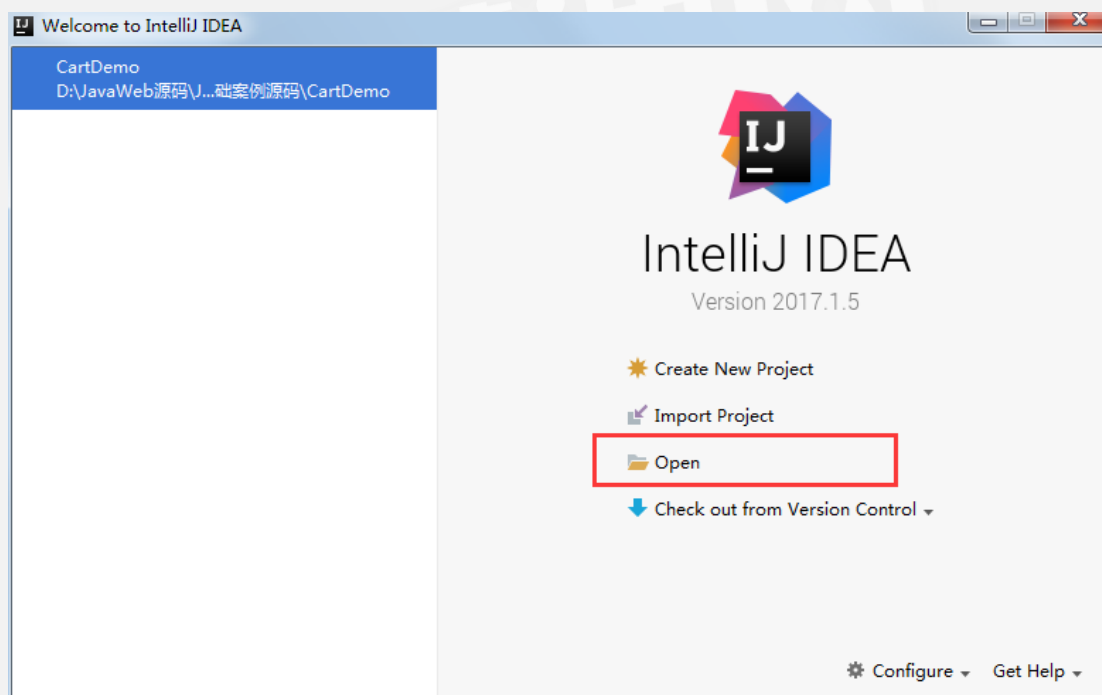 Welcome to IntelliJ IDEA
CartDemo
D:\JavaWeb源码\J...础案例源码\CartDemo
IJ
IntelliJ IDEA
Version 2017.1.5
Create New Project
Import Project
Open
Check out from Version Control
Configure
Get Help